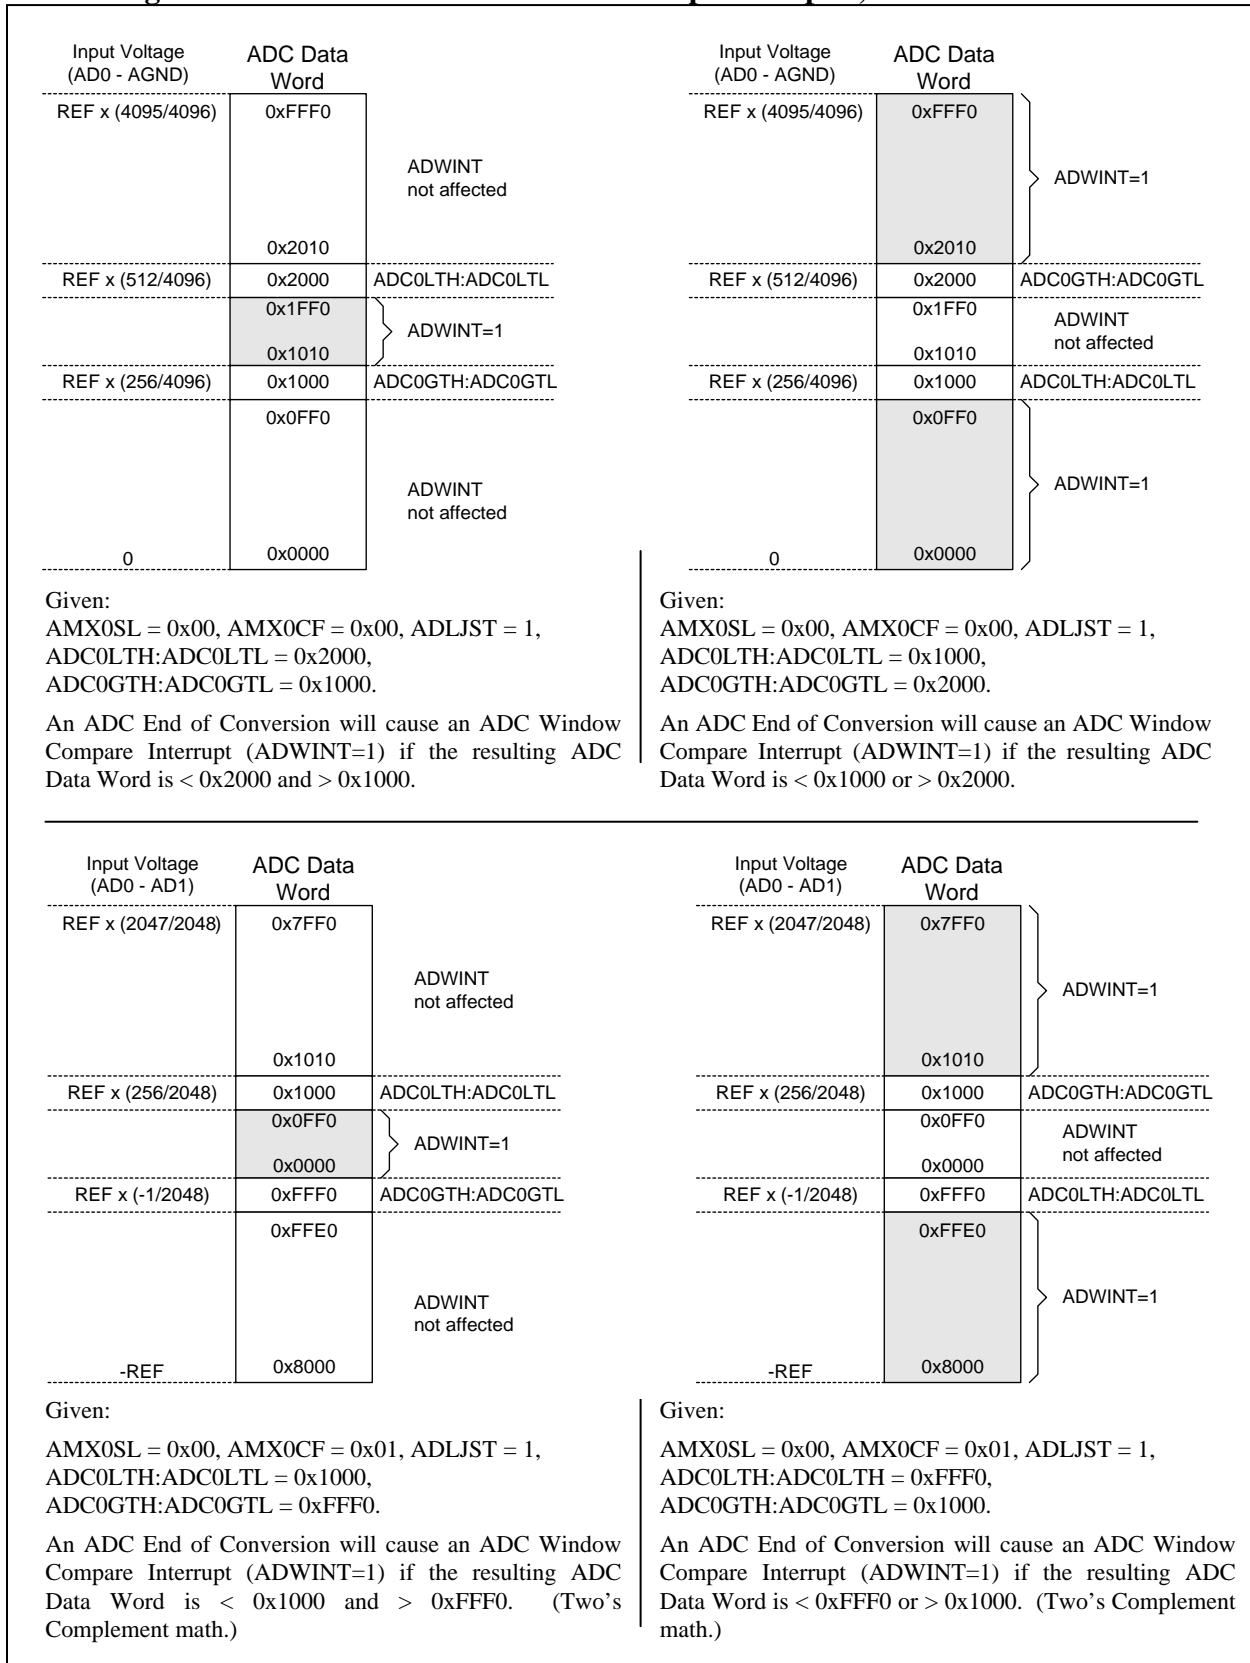 Input Voltage
(AD0 - AGND)
ADC Data
Word
REF x (4095/4096)
0xFFF0
ADWINT
not affected
0x2010
REF x (512/4096)
0x2000
ADC0LTH:ADC0LTL
0x1FF0
ADWINT=1
0x1010
REF x (256/4096)
0x1000
ADC0GTH:ADC0GTL
0x0FF0
ADWINT
not affected
0
0x0000
Given:
AMX0SL = 0x00, AMX0CF = 0x00, ADLJST = 1,
ADC0LTH:ADC0LTL = 0x2000,
ADC0GTH:ADC0GTL = 0x1000.
An ADC End of Conversion will cause an ADC Window
Compare Interrupt (ADWINT=1) if the resulting ADC
Data Word is < 0x2000 and > 0x1000.
Input Voltage
(AD0 - AGND)
ADC Data
Word
REF x (4095/4096)
0xFFF0
ADWINT=1
0x2010
REF x (512/4096)
0x2000
ADC0GTH:ADC0GTL
0x1FF0
ADWINT
not affected
0x1010
REF x (256/4096)
0x1000
ADC0LTH:ADC0LTL
0x0FF0
ADWINT=1
0
0x0000
Given:
AMX0SL = 0x00, AMX0CF = 0x00, ADLJST = 1,
ADC0LTH:ADC0LTL = 0x1000,
ADC0GTH:ADC0GTL = 0x2000.
An ADC End of Conversion will cause an ADC Window
Compare Interrupt (ADWINT=1) if the resulting ADC
Data Word is < 0x1000 or > 0x2000.
Input Voltage
(AD0 - AD1)
ADC Data
Word
REF x (2047/2048)
0x7FF0
ADWINT
not affected
0x1010
REF x (256/2048)
0x1000
ADC0LTH:ADC0LTL
0x0FF0
ADWINT=1
0x0000
REF x (-1/2048)
0xFFF0
ADC0GTH:ADC0GTL
0xFFE0
ADWINT
not affected
-REF
0x8000
Given:
AMX0SL = 0x00, AMX0CF = 0x01, ADLJST = 1,
ADC0LTH:ADC0LTL = 0x1000,
ADC0GTH:ADC0GTL = 0xFFF0.
An ADC End of Conversion will cause an ADC Window
Compare Interrupt (ADWINT=1) if the resulting ADC
Data Word is < 0x1000 and > 0xFFF0. (Two's
Complement math.)
Input Voltage
(AD0 - AD1)
ADC Data
Word
REF x (2047/2048)
0x7FF0
ADWINT=1
0x1010
REF x (256/2048)
0x1000
ADC0GTH:ADC0GTL
0x0FF0
ADWINT
not affected
0x0000
REF x (-1/2048)
0xFFF0
ADC0LTH:ADC0LTL
0xFFE0
ADWINT=1
-REF
0x8000
Given:
AMX0SL = 0x00, AMX0CF = 0x01, ADLJST = 1,
ADC0LTH:ADC0LTH = 0xFFF0,
ADC0GTH:ADC0GTL = 0x1000.
An ADC End of Conversion will cause an ADC Window
Compare Interrupt (ADWINT=1) if the resulting ADC
Data Word is < 0xFFF0 or > 0x1000. (Two's Complement
math.)